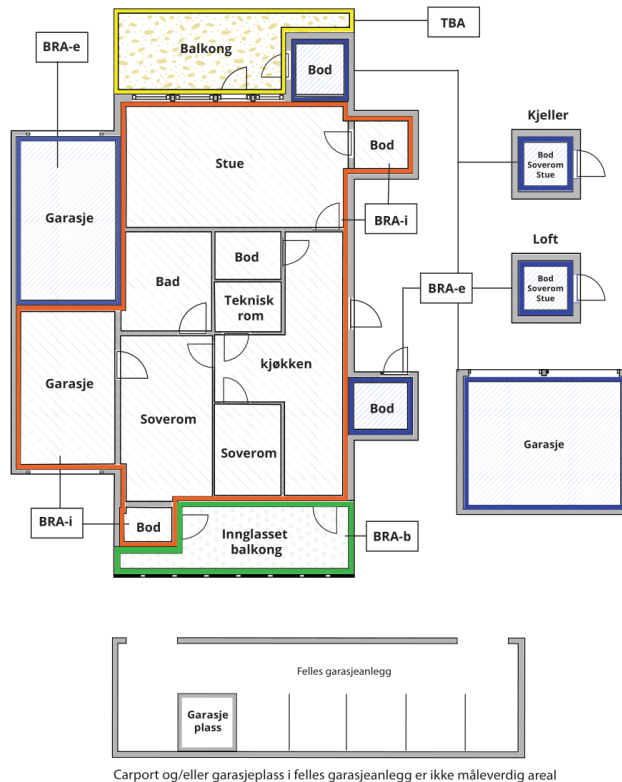 TBA
BRA-e
Balkong
Bod
Kjeller
Bod
Soverom
Stue
Stue
Bod
BRA-i
Garasje
Loft
Bod
Soverom
Stue
Bod
Bad
Teknisk
rom
BRA-e
Garasje
kjøkken
Bod
Soverom
Soverom
Garasje
BRA-i
Bod
Innglasset
balkong
BRA-b
Felles garasjeanlegg
Garasje
plass
Carport og/eller garasjeplass i felles garasjeanlegg er ikke måleverdig areal